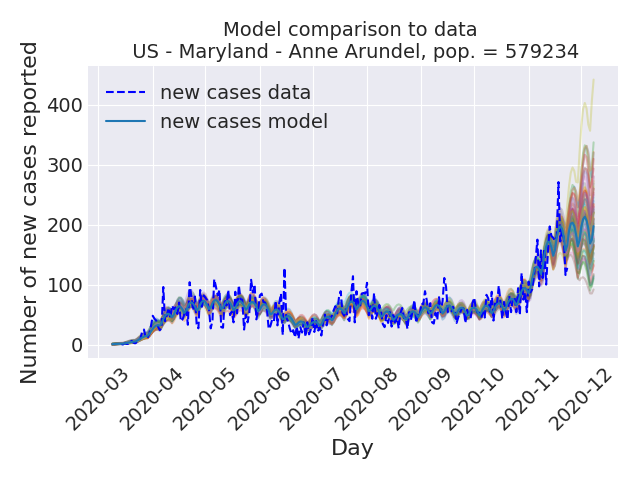 Model comparison to data
US - Maryland - Anne Arundel, pop. = 579234
Number of new cases reported
400
300
200
100
0
new cases data
new cases model
2020-03
2020-04
2020-05
2020-06
2020-07
2020-08
2020-09
2020-10
2020-11
2020-12
Day